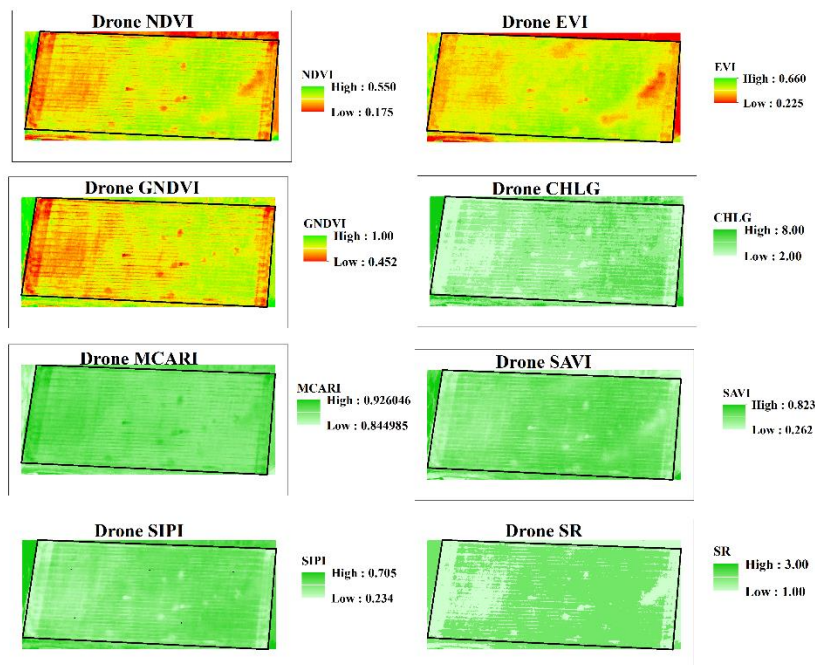 Drone NDVI
NDVI
High : 0.550
Low : 0.175
Drone EVI
EVI
High : 0.660
Low : 0.225
Drone GNDVI
GNDVI
High : 1.00
Low : 0.452
Drone CHLG
CHLG
High : 8.00
Low : 2.00
Drone MCARI
MCARI
High : 0.926046
Low : 0.844985
Drone SAVI
SAVI
High : 0.823
Low : 0.262
Drone SIPI
SIPI
High : 0.705
Low : 0.234
Drone SR
SR
High : 3.00
Low : 1.00